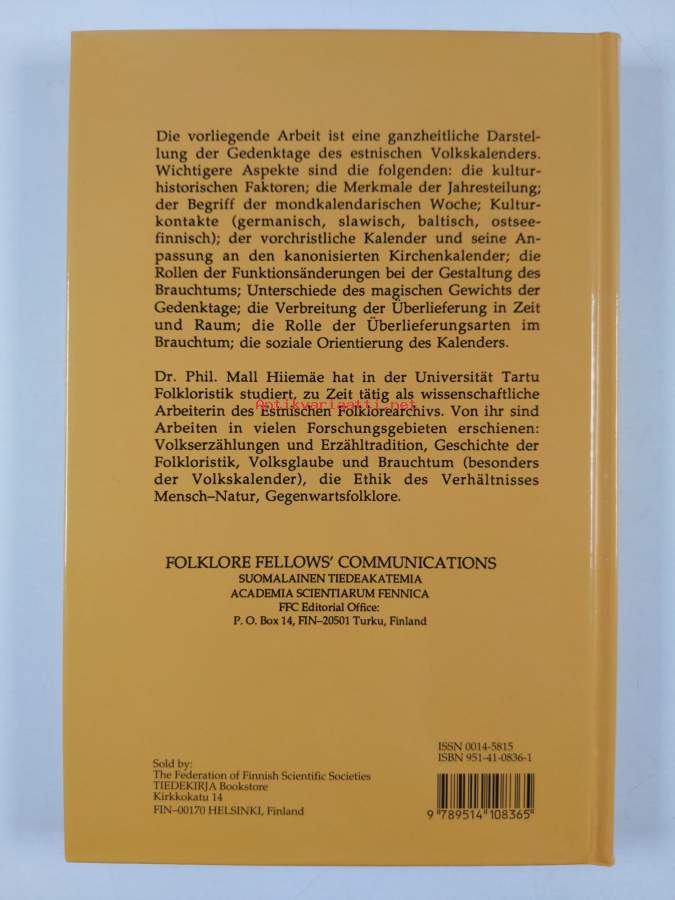 Die vorliegende Arbeit ist eine ganzheitliche Darstel-
lung der Gedenktage des estnischen Volkskalenders.
Wichtigere Aspekte sind die folgenden: die kultur-
historischen Faktoren; die Merkmale der Jahresteilung;
der Begriff der mondkalendarischen Woche; Kultur-
kontakte (germanisch, slawisch, baltisch, ostsee-
finnisch); der vorchristliche Kalender und seine An-
passung an den kanonisierten Kirchenkalender; die
Rollen der Funktionsänderungen bei der Gestaltung des
Brauchtums; Unterschiede des magischen Gewichts der
Gedenktage; die Verbreitung der Überlieferung in Zeit
und Raum; die Rolle der Überlieferungsarten im
Brauchtum; die soziale Orientierung des Kalenders.
Dr. Phil. Mall Hiiemäe hat in der Universität Tartu
Folkloristik studiert, zu Zeit tätig als wissenschaftliche
Antikvariaatti.net
Arbeiterin des Estnischen Folklorearchivs. Von ihr sind
Arbeiten in vielen Forschungsgebieten erschienen:
Volkserzählungen und Erzähltradition, Geschichte der
Folkloristik, Volksglaube und Brauchtum (besonders
der Volkskalender), die Ethik des Verhältnisses
Mensch–Natur, Gegenwartsfolklore.
FOLKLORE FELLOWS' COMMUNICATIONS
SUOMALAINEN TIEDEAKATEMIA
ACADEMIA SCIENTIARUM FENNICA
FFC Editorial Office:
P. O. Box 14, FIN–20501 Turku, Finland
Sold by:
The Federation of Finnish Scientific Societies
TIEDEKIRJA Bookstore
Kirkkokatu 14
FIN–00170 HELSINKI, Finland
ISSN 0014-5815
ISBN 951-41-0836-1
9 789514 108365